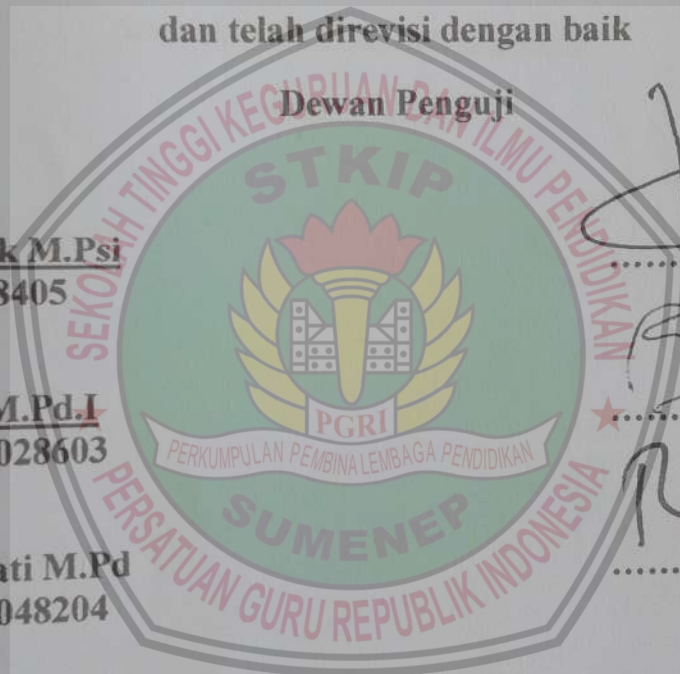 dan telah direvisi dengan baik
Dewan Penguji
SEKOLAH TINGGI KEGURUAN DAN ILMU PENDIDIKAN
STKIP
k M.Psi
8405
M.Pd.I
028603
PGRI
PERKUMPULAN PEMBINA LEMBAGA PENDIDIKAN
SUMENEP
ati M.Pd
048204
PERSATUAN GURU REPUBLIK INDONESIA